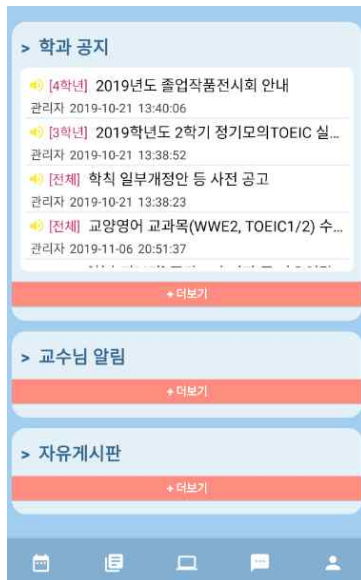 > 학과 공지
[4학년] 2019년도 졸업작품전시회 안내
관리자 2019-10-21 13:40:06
[3학년] 2019학년도 2학기 정기모의TOEIC 실...
관리자 2019-10-21 13:38:52
[전체] 학칙 일부개정안 등 사전 공고
관리자 2019-10-21 13:38:23
[전체] 교양영어 교과목(WWE2, TOEIC1/2) 수...
관리자 2019-11-06 20:51:37
+더보기
> 교수님 알림
+더보기
> 자유게시판
+더보기